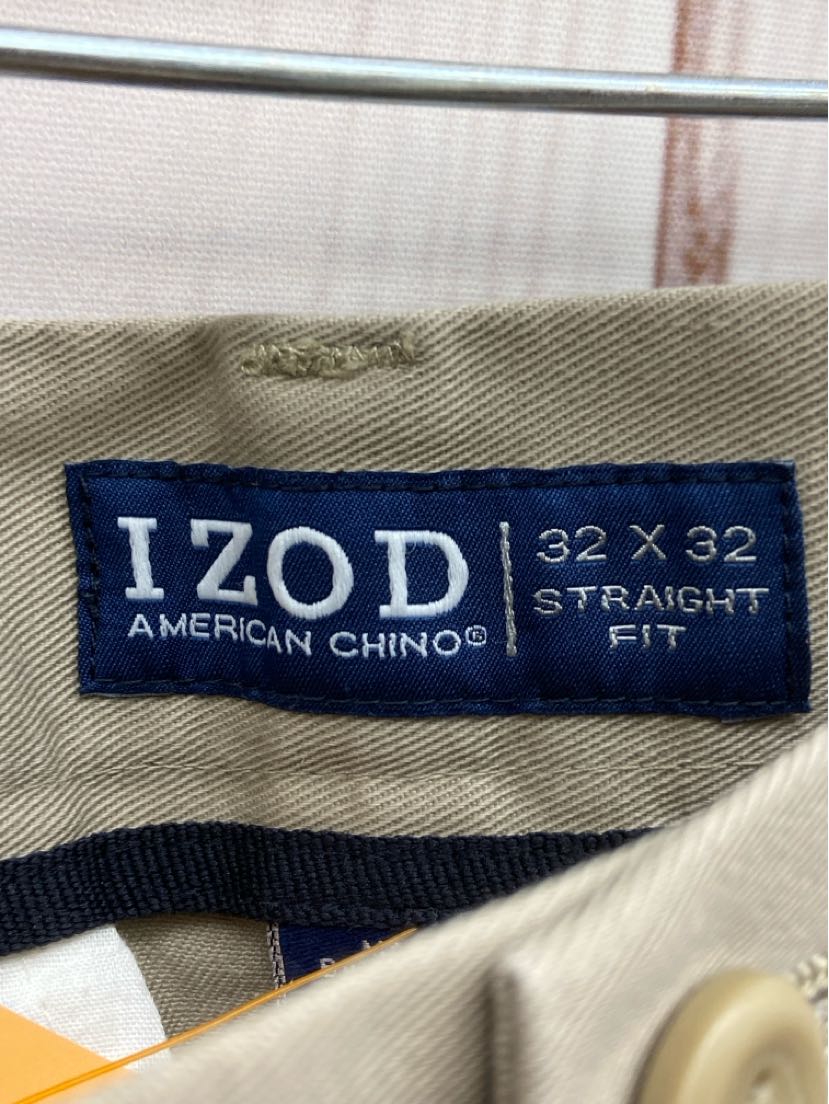 IZOD
AMERICAN CHINO®
32 X 32
STRAIGHT
FIT